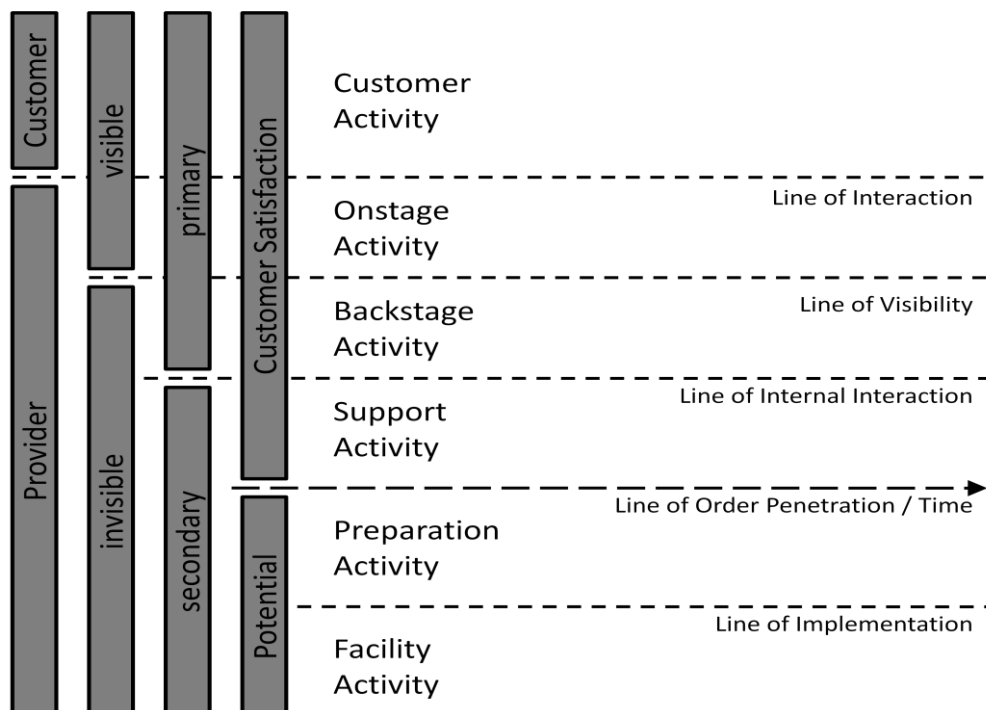 Customer
Provider
visible
invisible
primary
secondary
Customer Satisfaction
Potential
Customer
Activity
Line of Interaction
Onstage
Activity
Line of Visibility
Backstage
Activity
Line of Internal Interaction
Support
Activity
Line of Order Penetration / Time
Preparation
Activity
Line of Implementation
Facility
Activity